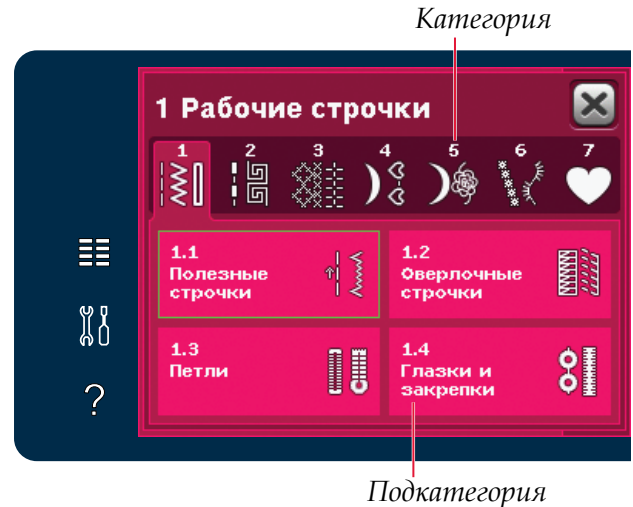 Категория
1 Рабочие строчки
1 2 3 4 5 6 7
1.1
Полезные
строчки
1.2
Оверлочные
строчки
1.3
Петли
1.4
Глазки и
закрепки
?
Подкатегория